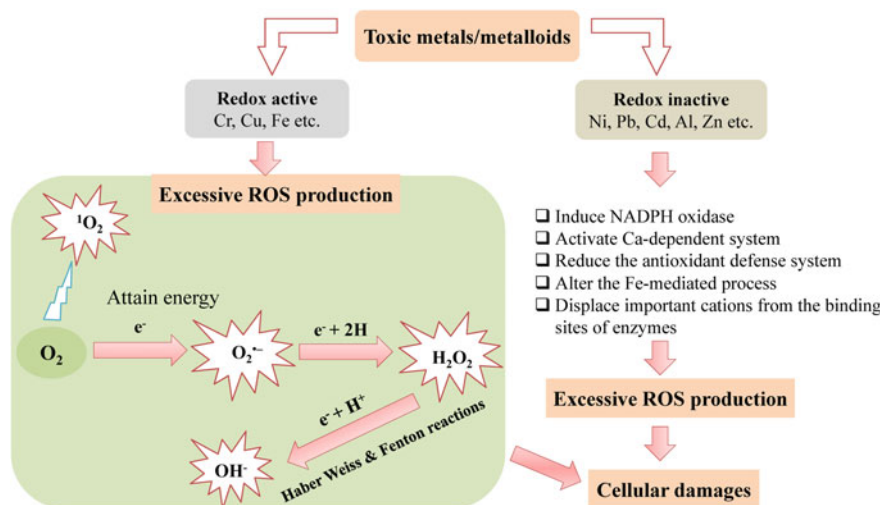 Toxic metals/metalloids
Redox active
Cr, Cu, Fe etc.
Redox inactive
Ni, Pb, Cd, Al, Zn etc.
Excessive ROS production
¹O₂
Attain energy
e⁻
O₂
O₂•–
e⁻ + 2H
H₂O₂
e⁻ + H⁺
Haber Weiss & Fenton reactions
OH⁻
❑ Induce NADPH oxidase
❑ Activate Ca-dependent system
❑ Reduce the antioxidant defense system
❑ Alter the Fe-mediated process
❑ Displace important cations from the binding
sites of enzymes
Excessive ROS production
Cellular damages